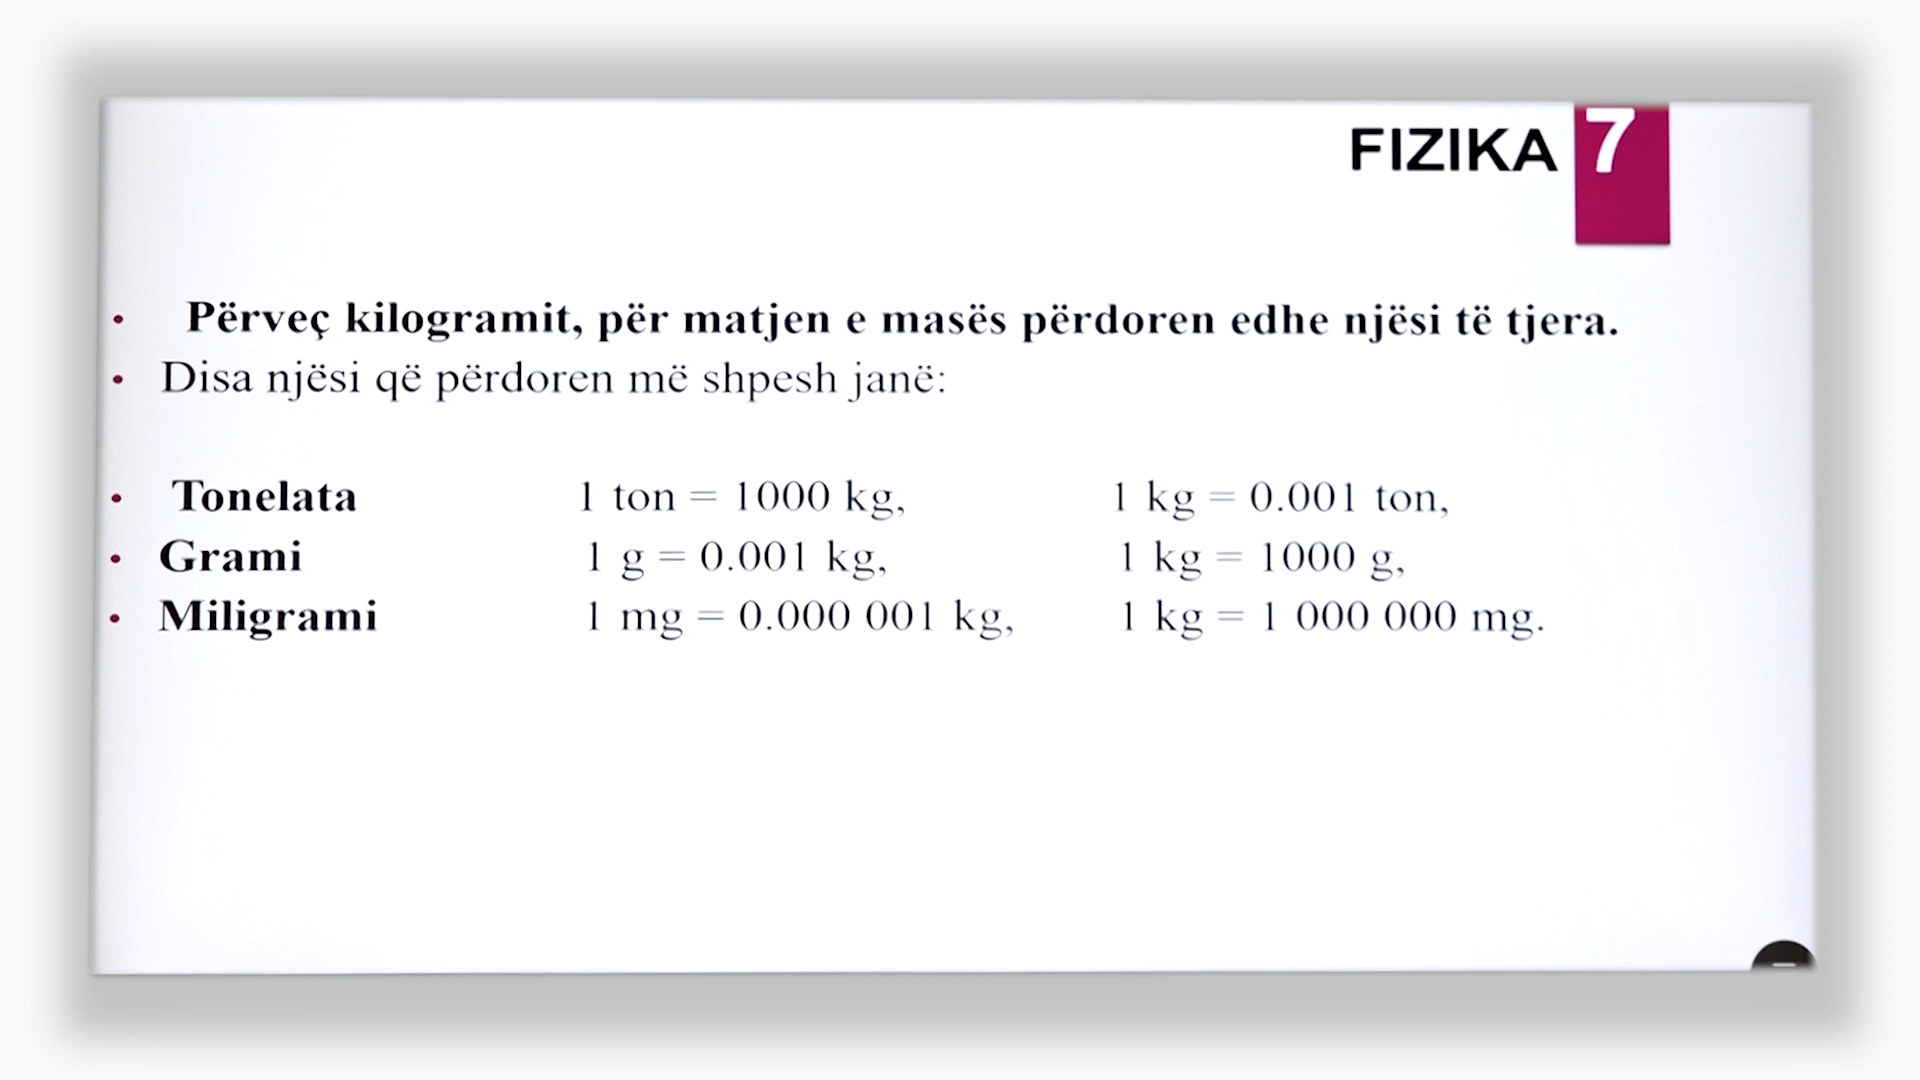 FIZIKA 7
• Përveç kilogramit, për matjen e masës përdoren edhe njësi të tjera.
• Disa njësi që përdoren më shpesh janë:
• Tonelata 1 ton = 1000 kg, 1 kg = 0.001 ton,
• Grami 1 g = 0.001 kg, 1 kg = 1000 g,
• Miligrami 1 mg = 0.000 001 kg, 1 kg = 1 000 000 mg.